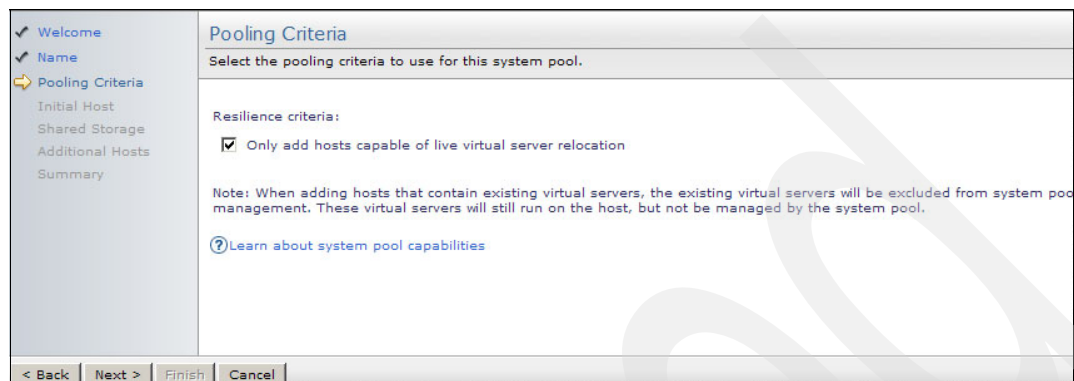 Welcome
Name
Pooling Criteria
Initial Host
Shared Storage
Additional Hosts
Summary
Pooling Criteria
Select the pooling criteria to use for this system pool.
Resilience criteria:
Only add hosts capable of live virtual server relocation
Note: When adding hosts that contain existing virtual servers, the existing virtual servers will be excluded from system poo
management. These virtual servers will still run on the host, but not be managed by the system pool.
?Learn about system pool capabilities
< Back Next > Finish Cancel